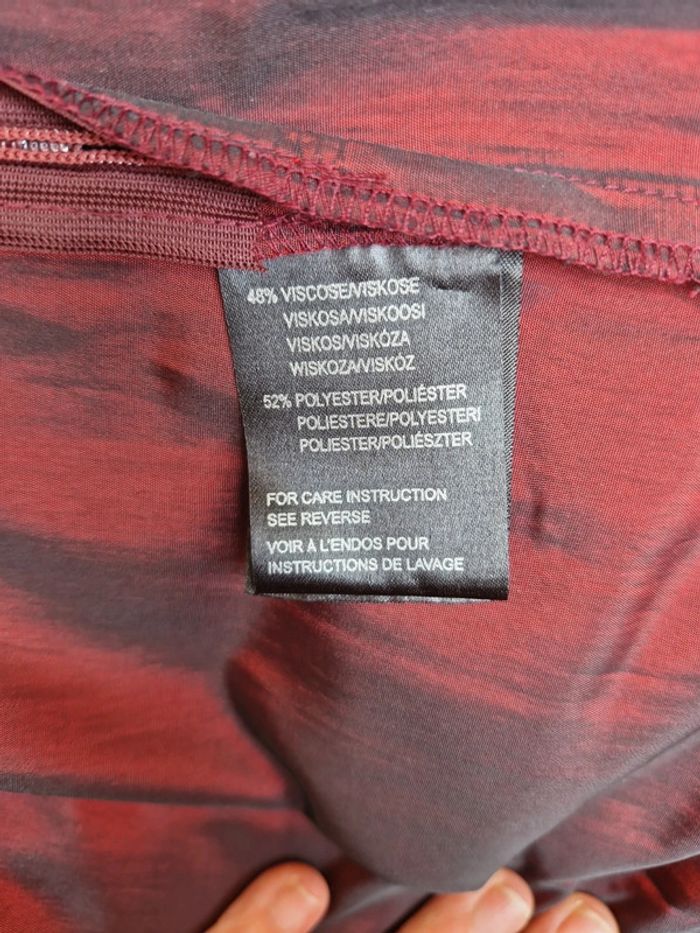 48% VISCOSE/VISKOSE
VISKOSA/VISKOOSI
VISKOS/VISKÓZA
WISKOZA/VISKÓZ
52% POLYESTER/POLIÉSTER
POLIESTERE/POLYESTERI
POLIESTER/POLIÉSZTER
FOR CARE INSTRUCTION
SEE REVERSE
VOIR A L'ENDOS POUR
INSTRUCTIONS DE LAVAGE